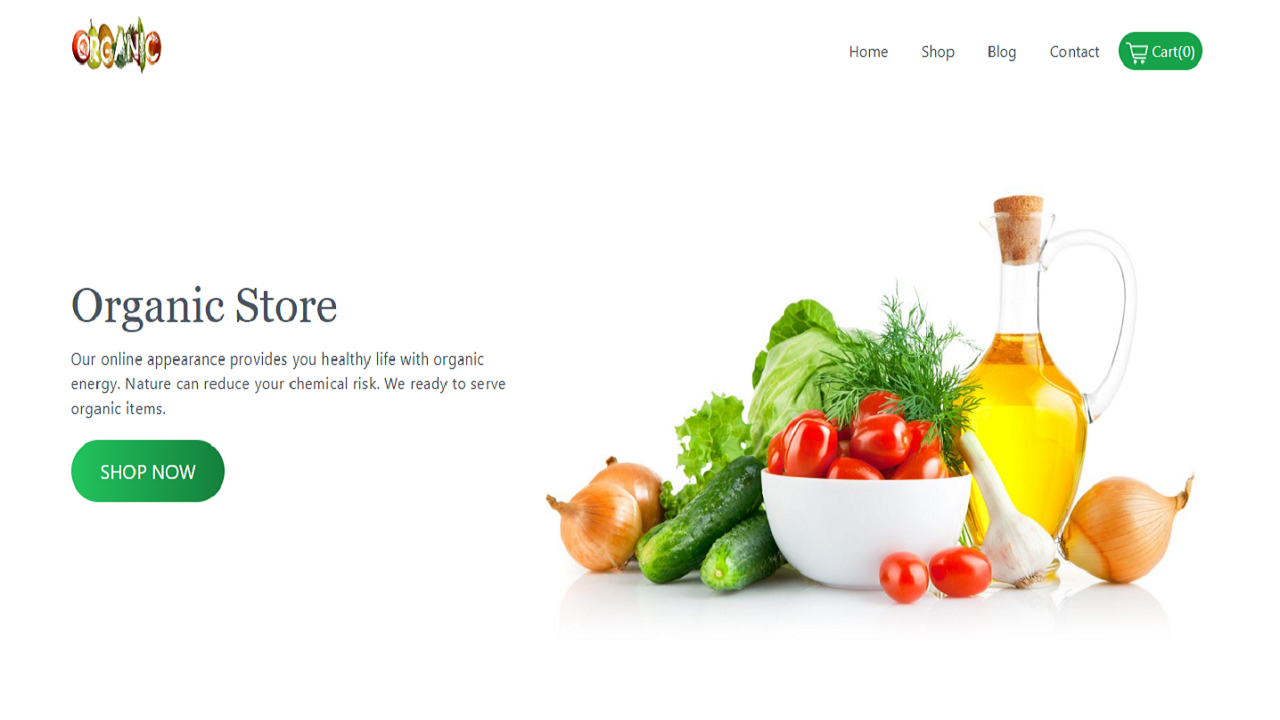 ORGANIC
Home Shop Blog Contact Cart(0)
Organic Store
Our online appearance provides you healthy life with organic
energy. Nature can reduce your chemical risk. We ready to serve
organic items.
SHOP NOW